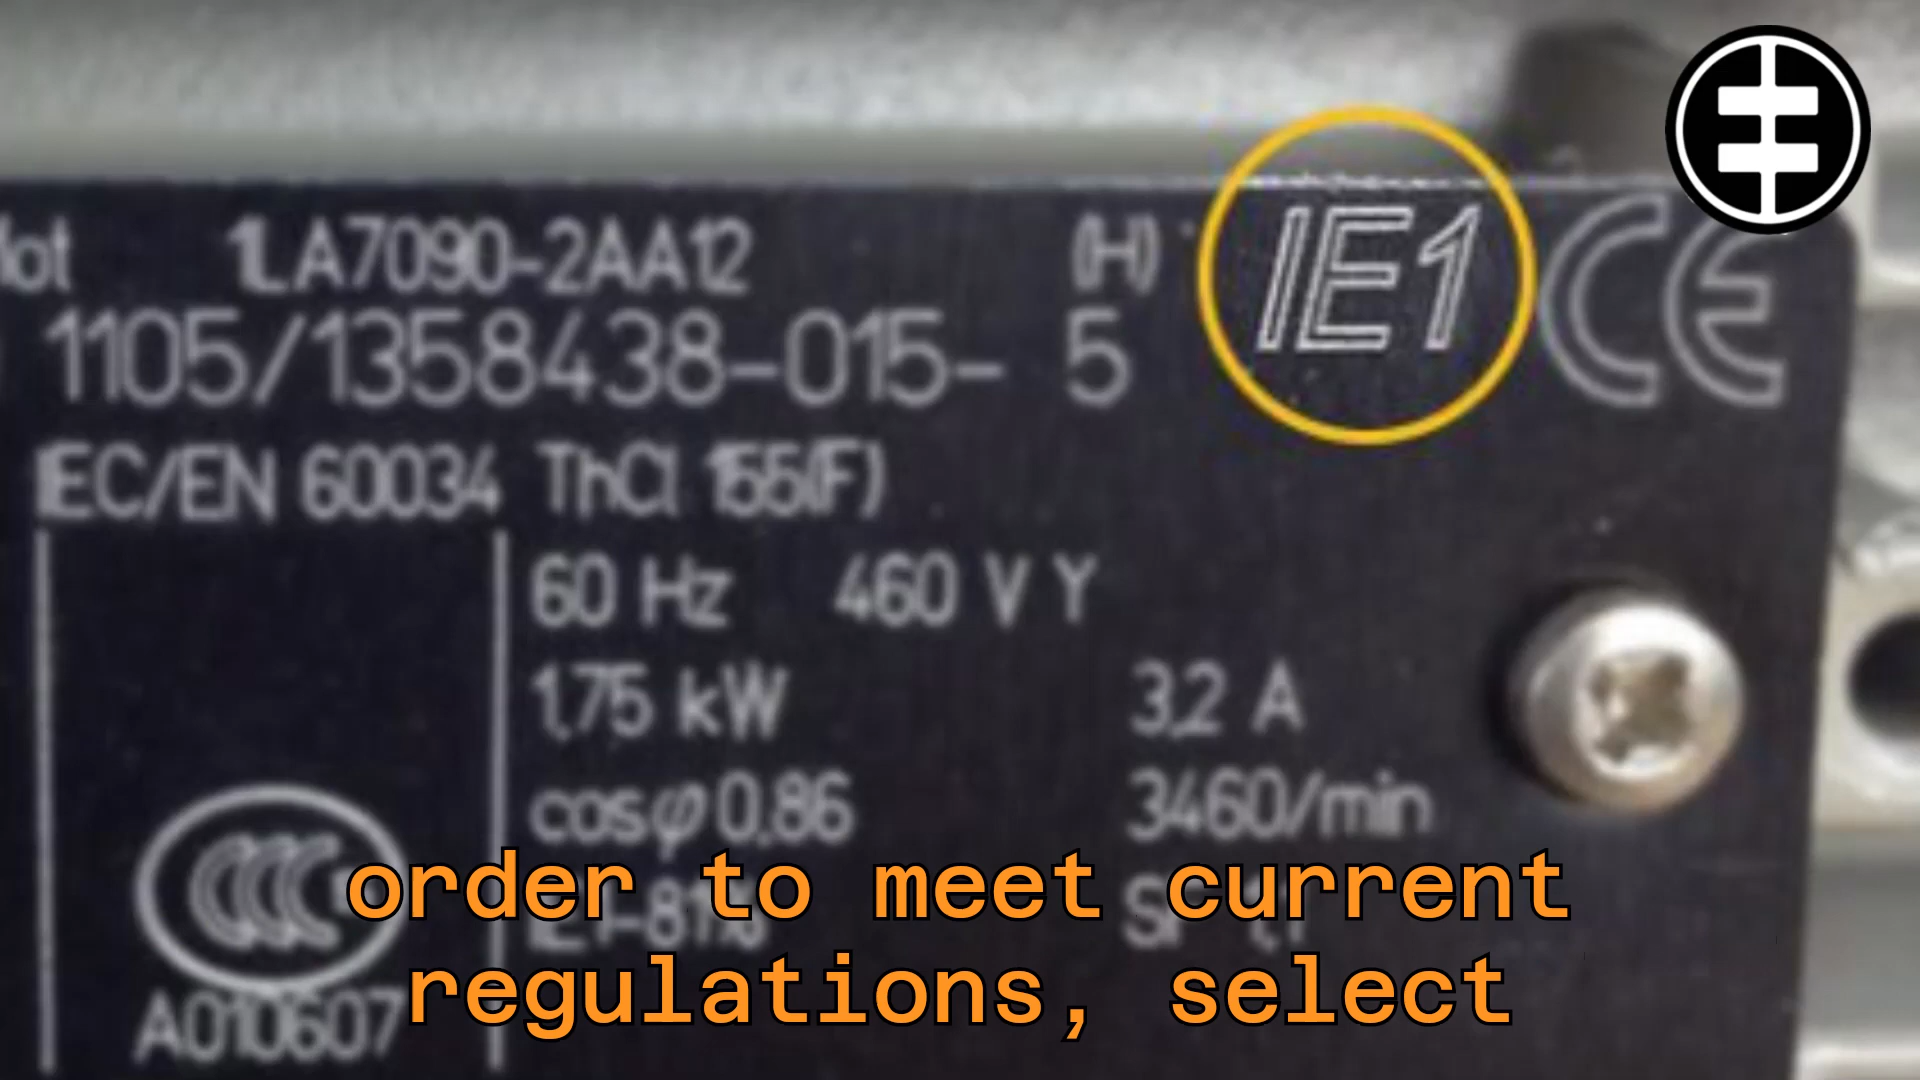 1LA7090-2AA12 (H) IE1 CE
1105/1358438-015- 5
IEC/EN 60034 ThCl 155(F)
60 Hz 460 V Y
1,75 kW 3,2 A
cosφ 0,86 3460/min
CCC
A010607
order to meet current
regulations, select